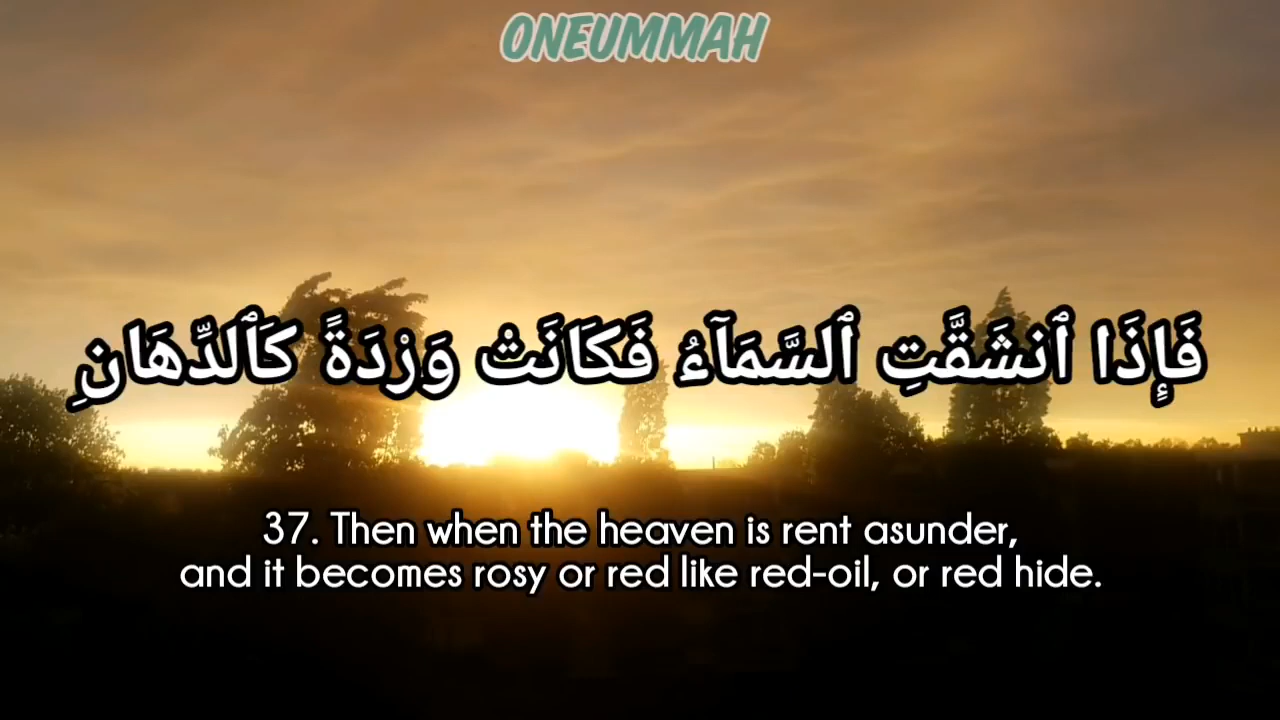 ONEUMMAH
فَإِذَا ٱنشَقَّتِ ٱلسَّمَآءُ فَكَانَتْ وَرْدَةً كَٱلدِّهَانِ
37. Then when the heaven is rent asunder,
and it becomes rosy or red like red-oil, or red hide.